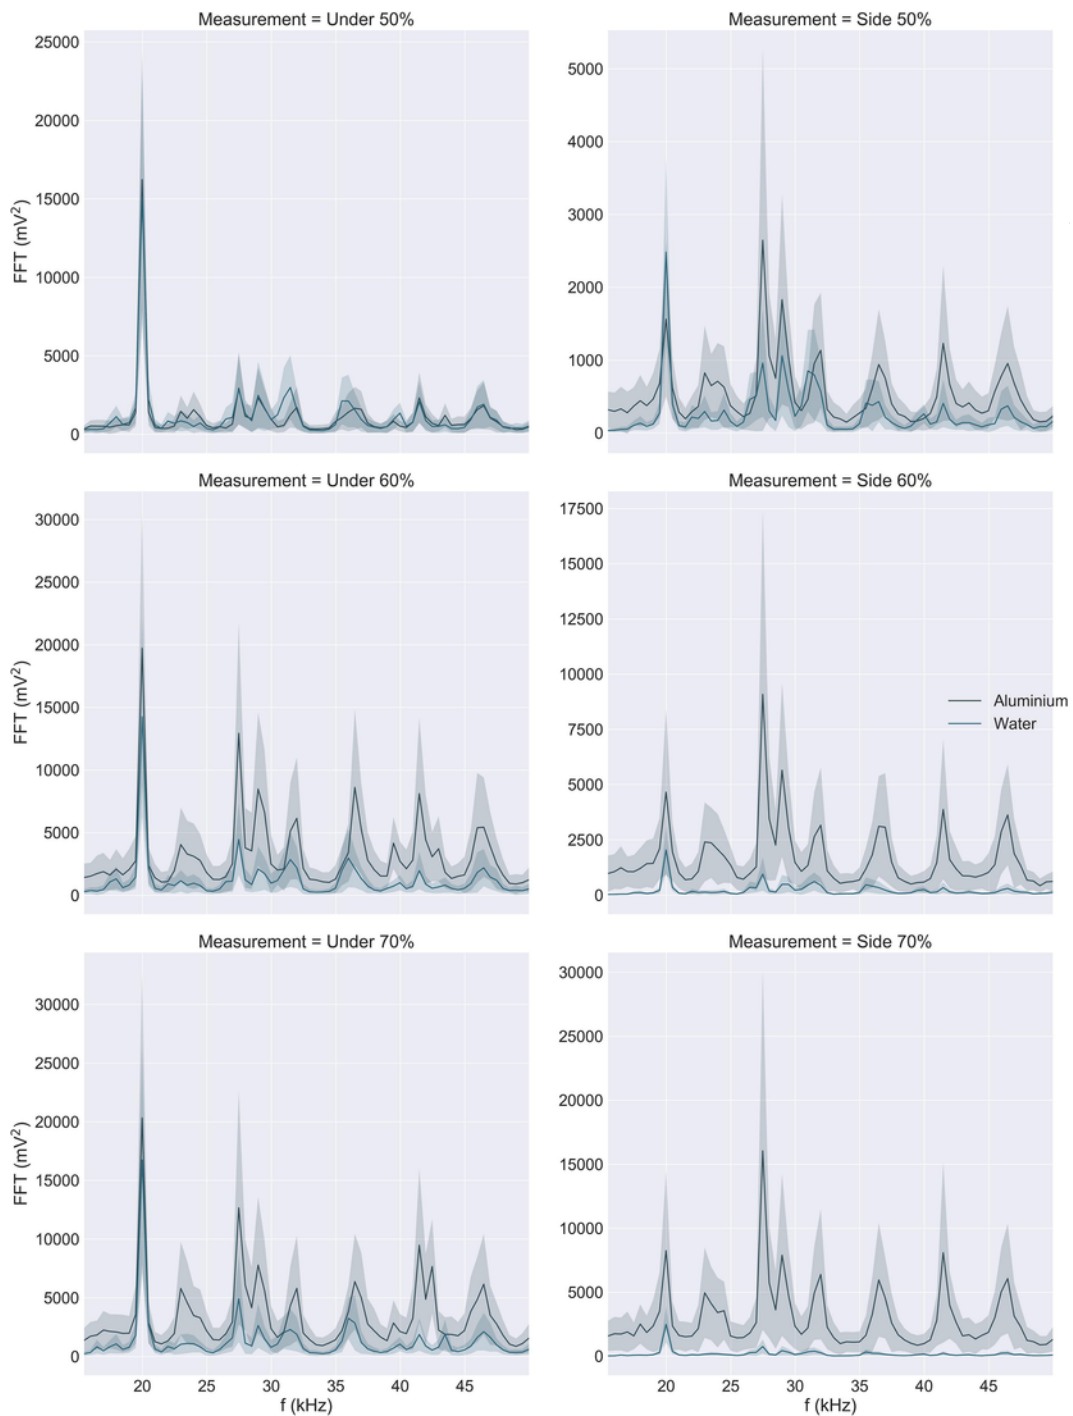 Measurement = Under 50%
25000
20000
15000
10000
5000
0
FFT (mV²)
Measurement = Side 50%
5000
4000
3000
2000
1000
0
Measurement = Under 60%
30000
25000
20000
15000
10000
5000
0
FFT (mV²)
Measurement = Side 60%
17500
15000
12500
10000
7500
5000
2500
0
Aluminium
Water
Measurement = Under 70%
30000
25000
20000
15000
10000
5000
0
FFT (mV²)
20 25 30 35 40 45
f (kHz)
Measurement = Side 70%
30000
25000
20000
15000
10000
5000
0
20 25 30 35 40 45
f (kHz)